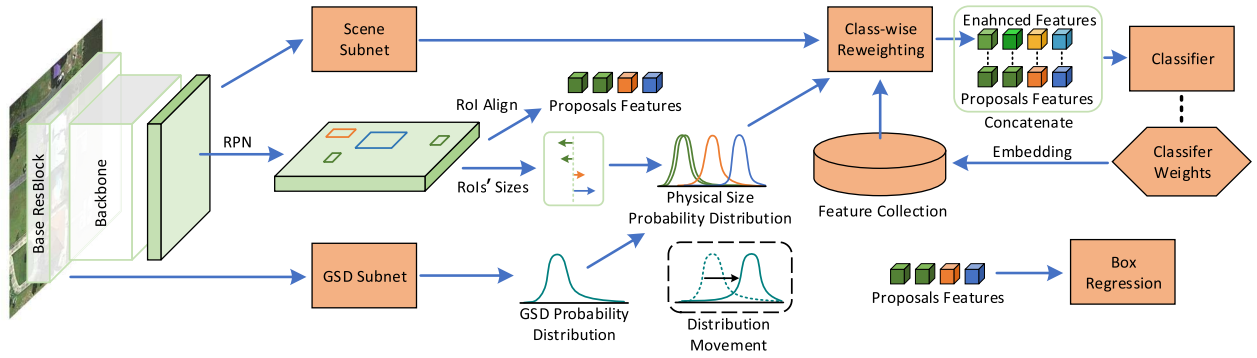 Base ResBlock
Backbone
Scene
Subnet
RPN
RoI Align
Proposals Features
RoIs' Sizes
Physical Size
Probability Distribution
GSD Subnet
GSD Probability
Distribution
Distribution
Movement
Class-wise
Reweighting
Feature Collection
Enahnced Features
Proposals Features
Concatenate
Classifier
Embedding
Classifer
Weights
Proposals Features
Box
Regression